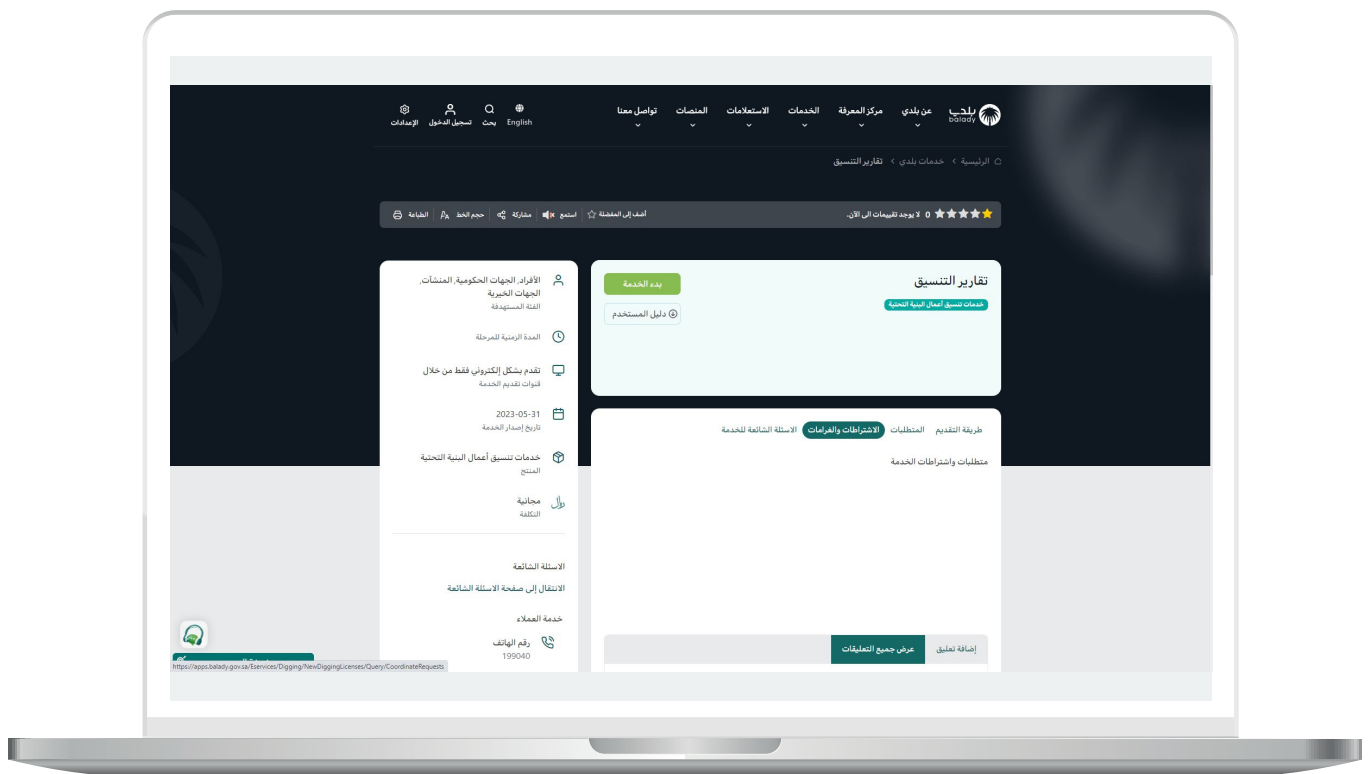 بلدي
balady
عن بلدي
مركز المعرفة
الخدمات
الاستعلامات
المنصات
تواصل معنا
English
بحث
تسجيل الدخول
الإعدادات
الرئيسية > خدمات بلدي > تقارير التنسيق
0 لا يوجد تقييمات الى الآن.
أضف إلى المفضلة
استمع
مشاركة
حجم الخط
الطباعة
تقارير التنسيق
خدمات تنسيق أعمال البنية التحتية
بدء الخدمة
دليل المستخدم
طريقة التقديم
المتطلبات
الاشتراطات والغرامات
الاسئلة الشائعة للخدمة
متطلبات واشتراطات الخدمة
إضافة تعليق
عرض جميع التعليقات
الأفراد, الجهات الحكومية, المنشآت,
الجهات الخيرية
الفئة المستهدفة
المدة الزمنية للمرحلة
تقدم بشكل إلكتروني فقط من خلال
قنوات تقديم الخدمة
2023-05-31
تاريخ إصدار الخدمة
خدمات تنسيق أعمال البنية التحتية
المنتج
ريال
مجانية
التكلفة
الاسئلة الشائعة
الانتقال إلى صفحة الاسئلة الشائعة
خدمة العملاء
رقم الهاتف
199040
https://apps.balady.gov.sa/Eservices/Digging/NewDiggingLicenses/Query/CoordinateRequests